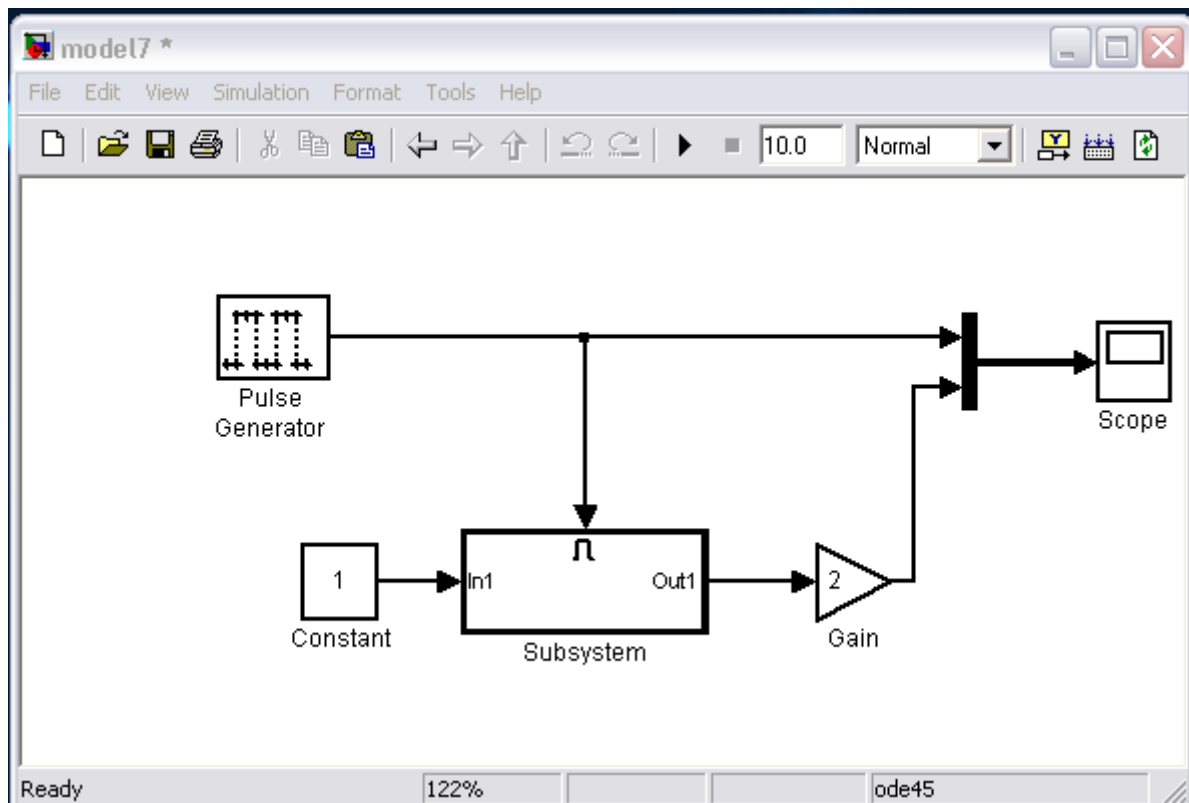 model7 *
File Edit View Simulation Format Tools Help
10.0 Normal
Pulse
Generator
Scope
1
In1 Out1
2
Constant
Subsystem
Gain
Ready 122% ode45